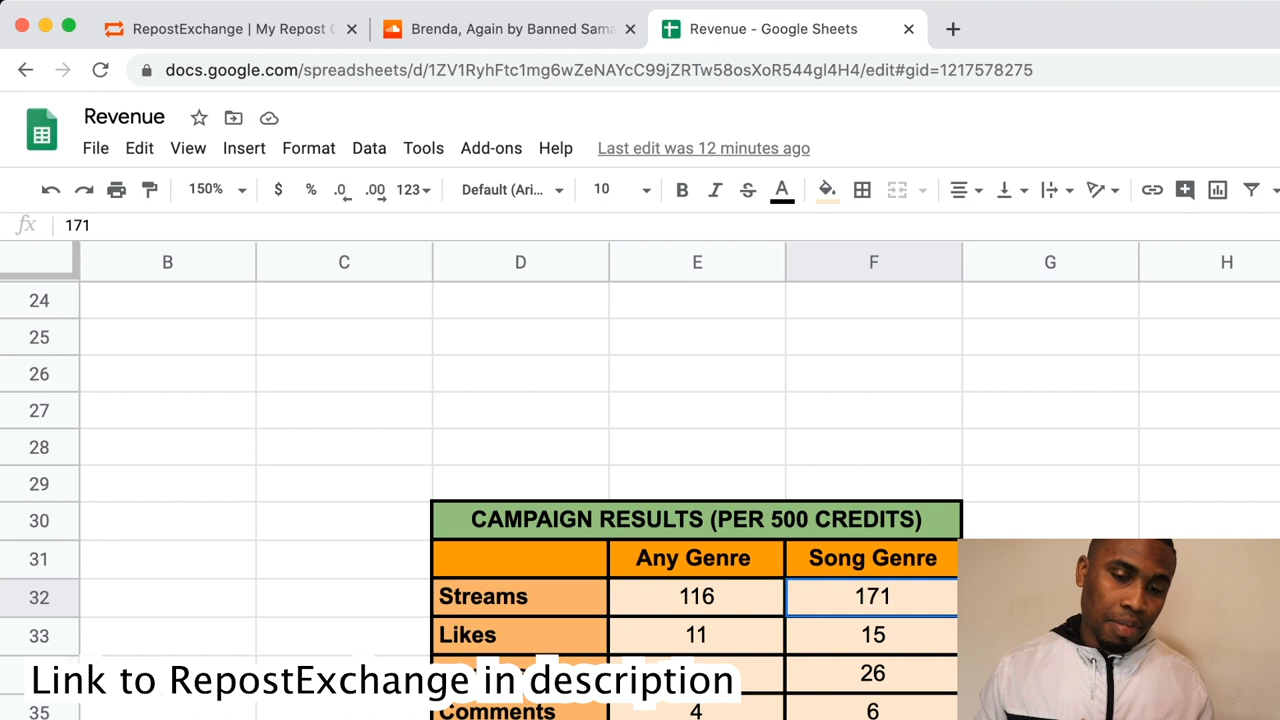 RepostExchange | My Repost C
Brenda, Again by Banned Sama
Revenue - Google Sheets
docs.google.com/spreadsheets/d/1ZV1RyhFtc1mg6wZeNAYcC99jZRTw58osXoR544gl4H4/edit#gid=1217578275
Revenue
File Edit View Insert Format Data Tools Add-ons Help Last edit was 12 minutes ago
150% $ % .0 .00 123 Default (Ari... 10 B I S A
fx 171
B C D E F G H
24
25
26
27
28
29
30 CAMPAIGN RESULTS (PER 500 CREDITS)
31 Any Genre Song Genre
32 Streams 116 171
33 Likes 11 15
26
Link to RepostExchange in description
35 Comments 4 6